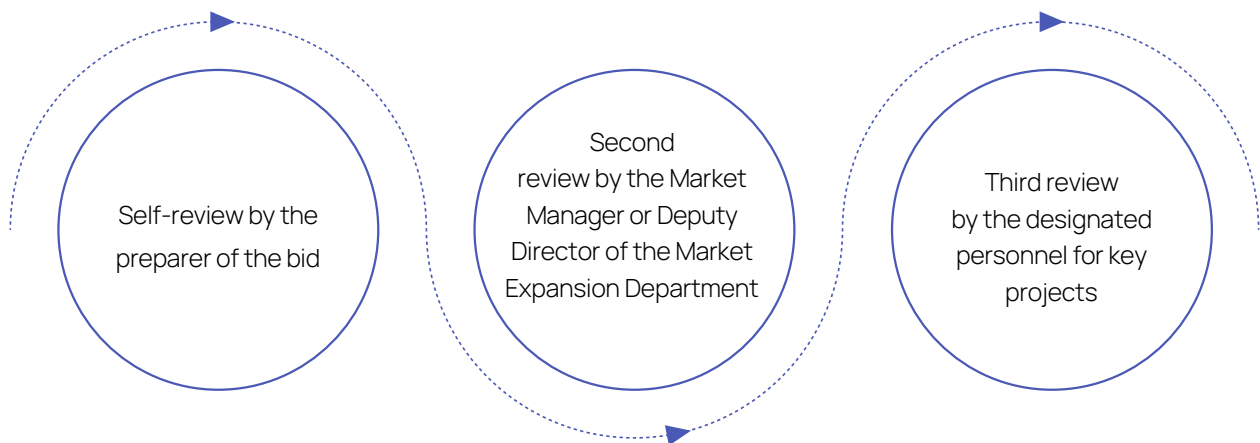 Self-review by the
preparer of the bid
Second
review by the Market
Manager or Deputy
Director of the Market
Expansion Department
Third review
by the designated
personnel for key
projects